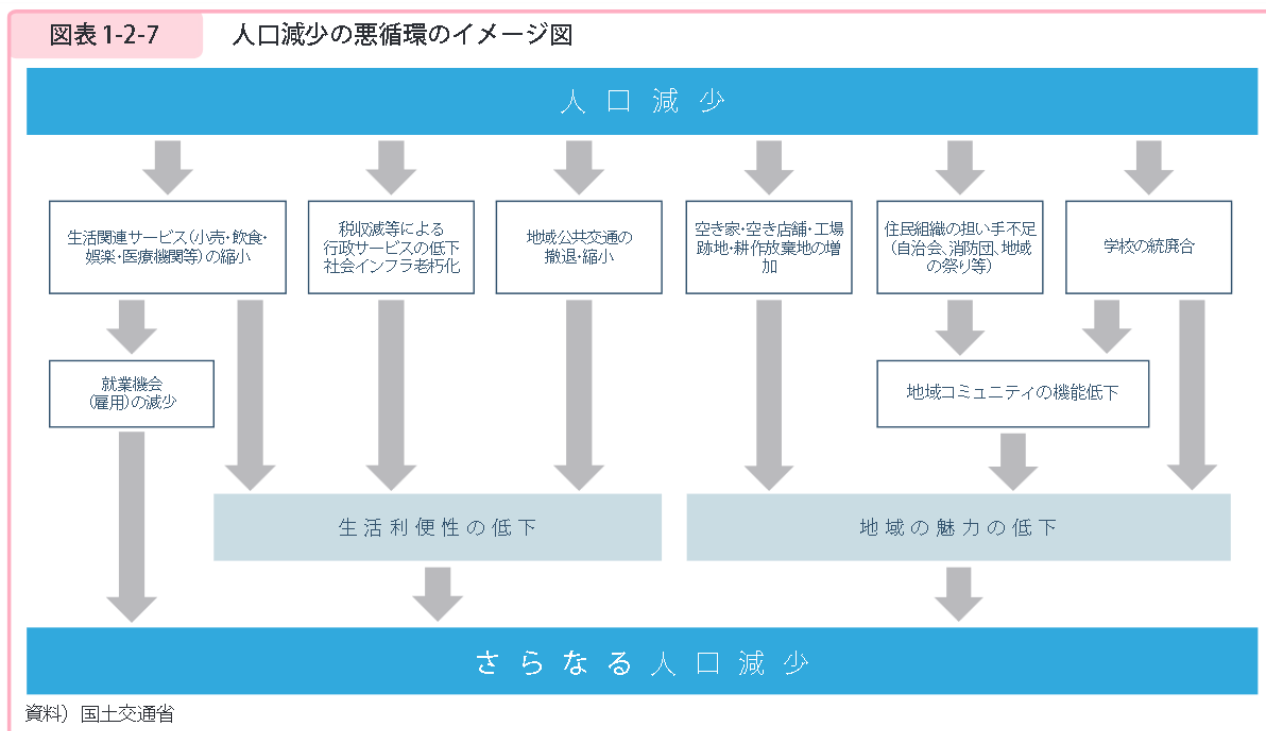 図表1-2-7 人口減少の悪循環のイメージ図
人口減少
生活関連サービス(小売・飲食・
娯楽・医療機関等)の縮小
税収減等による
行政サービスの低下
社会インフラ老朽化
地域公共交通の
撤退・縮小
空き家・空き店舗・工場
跡地・耕作放棄地の増
加
住民組織の担い手不足
(自治会、消防団、地域
の祭り等)
学校の統廃合
就業機会
(雇用)の減少
地域コミュニティの機能低下
生活利便性の低下
地域の魅力の低下
さらなる人口減少
資料）国土交通省